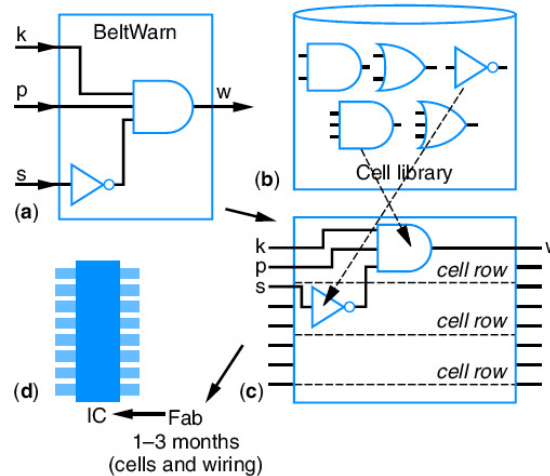 BeltWarn
k
p
s
w
(a)
(b)
Cell library
k
p
s
w
cell row
cell row
cell row
(c)
(d)
IC
Fab
1–3 months
(cells and wiring)